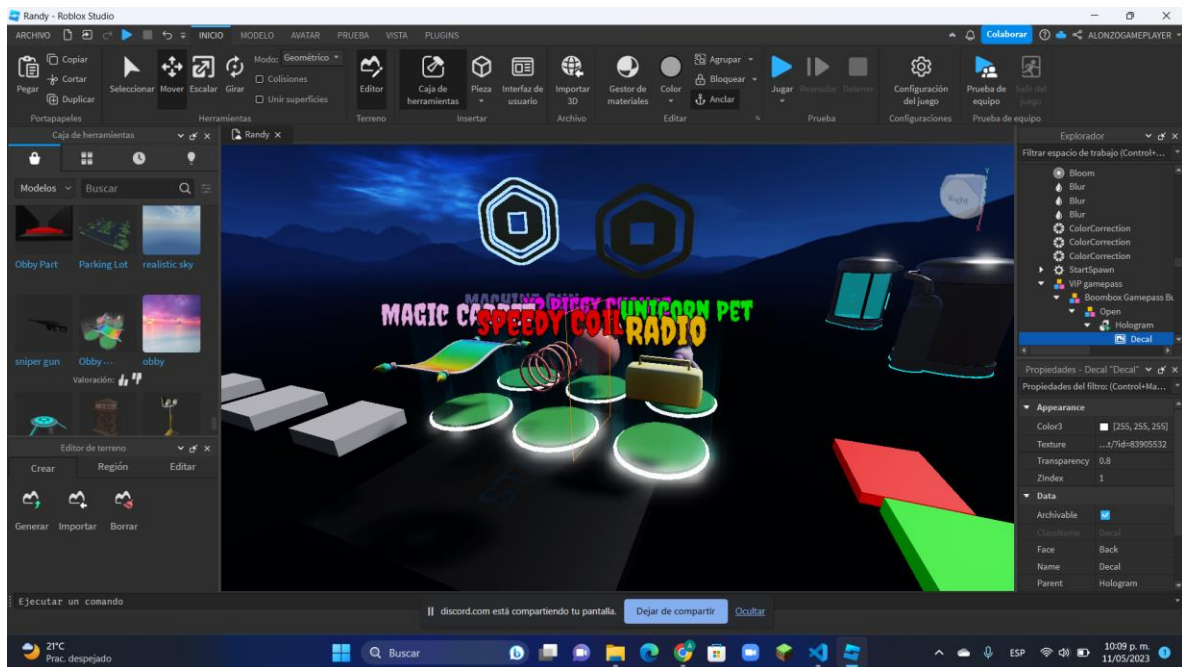 Randy - Roblox Studio
ARCHIVO INICIO MODELO AVATAR PRUEBA VISTA PLUGINS Colaborar ALONZOGAMEPLAYER
Pegar Copiar Cortar Duplicar
Seleccionar Mover Escalar Girar
Modo: Geométrico
Colisiones
Unir superficies
Editor
Caja de herramientas
Pieza
Interfaz de usuario
Importar 3D
Gestor de materiales
Color
Agrupar
Bloquear
Anclar
Jugar Reanudar Detener
Configuración del juego
Prueba de equipo
Salir del juego
Portapapeles Herramientas Terreno Insertar Archivo Editar Prueba Configuraciones Prueba de equipo
Caja de herramientas
Modelos Buscar
Obby Part Parking Lot realistic sky
sniper gun Obby ... obby
Valoración:
Editor de terreno
Crear Región Editar
Generar Importar Borrar
Randy
Right
Y
MACHINE GUN
X2 PIGGY CHANCE
MAGIC CARPET
UNICORN PET
SPEEDY COIL
RADIO
Explorador
Filtrar espacio de trabajo (Control+...
Bloom
Blur
Blur
Blur
ColorCorrection
ColorCorrection
ColorCorrection
StartSpawn
VIP gamepass
Boombox Gamepass Bu
Open
Hologram
Decal
Propiedades - Decal "Decal"
Propiedades del filtro: (Control+Ma...
Appearance
Color3 [255, 255, 255]
Texture ...t/?id=83905532
Transparency 0.8
ZIndex 1
Data
Archivable
ClassName Decal
Face Back
Name Decal
Parent Hologram
Ejecutar un comando
discord.com está compartiendo tu pantalla. Dejar de compartir Ocultar
21°C
Prac. despejado
Buscar
ESP
10:09 p. m.
11/05/2023
1